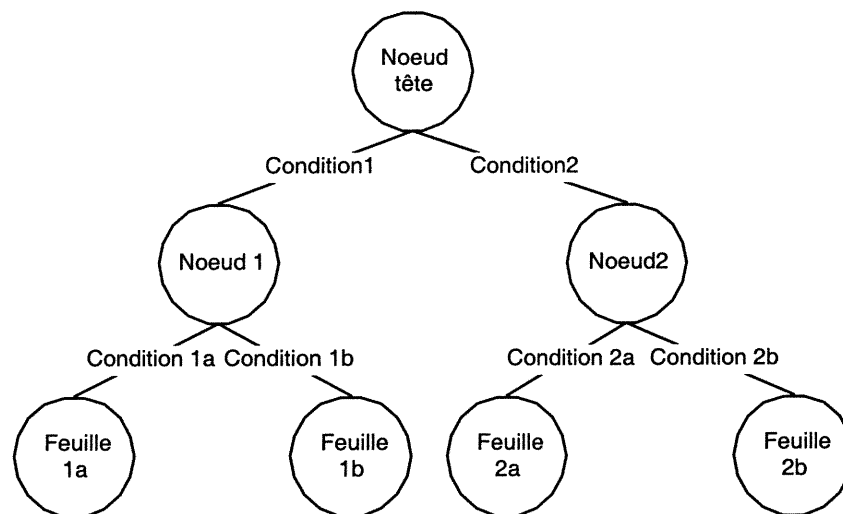 Noeud
tête
Condition1
Condition2
Noeud 1
Noeud2
Condition 1a
Condition 1b
Condition 2a
Condition 2b
Feuille
1a
Feuille
1b
Feuille
2a
Feuille
2b